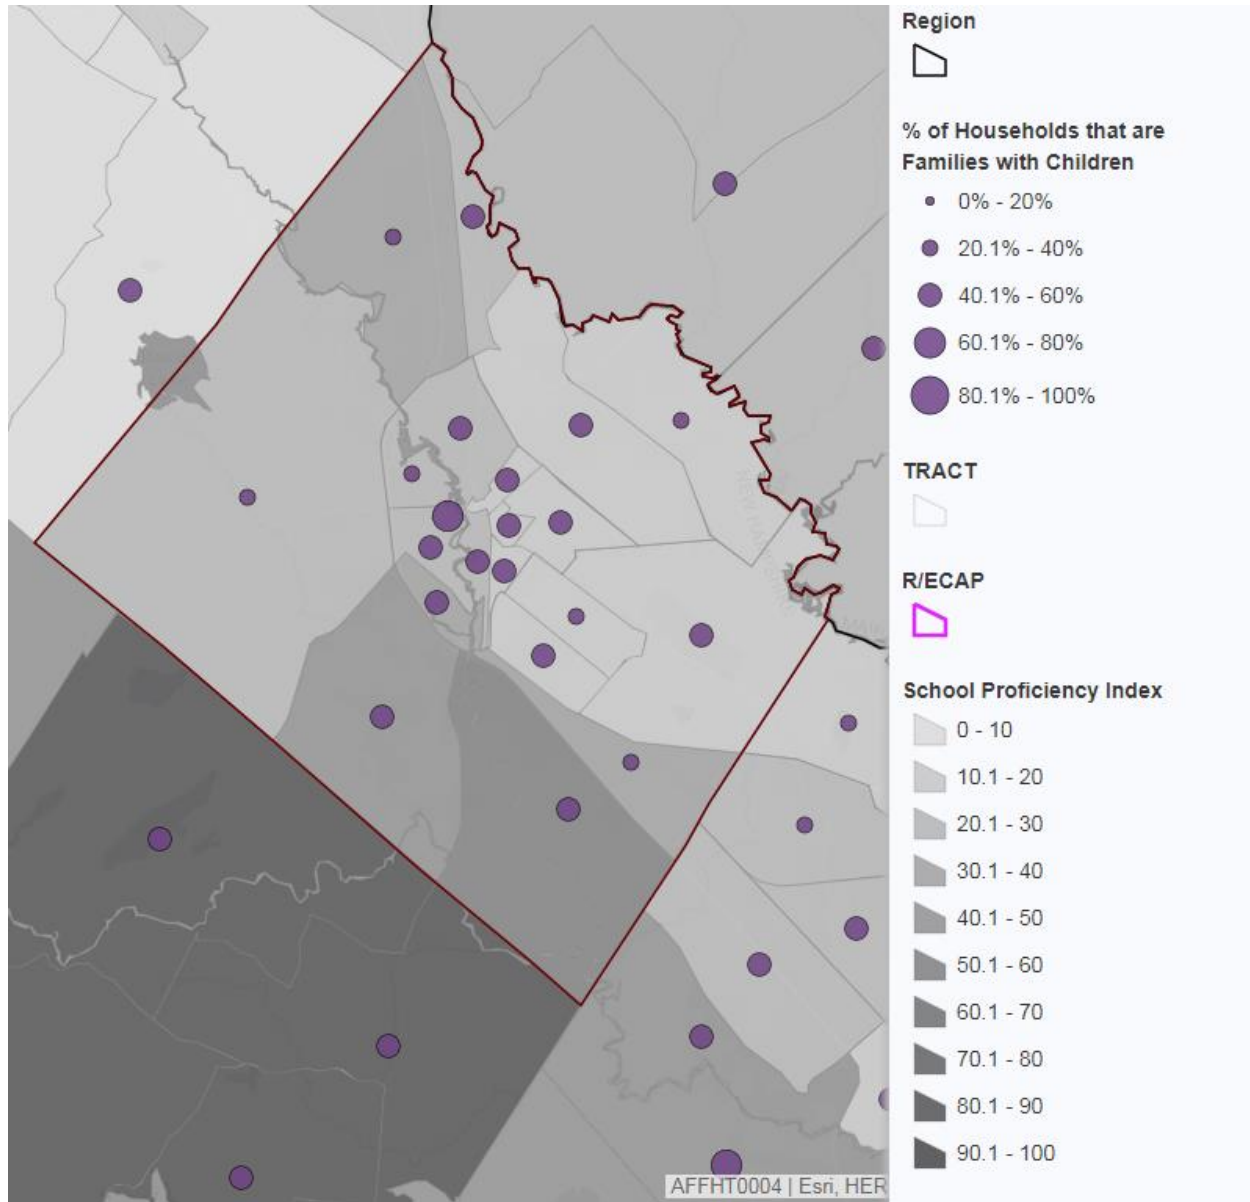 Region
% of Households that are
Families with Children
0% - 20%
20.1% - 40%
40.1% - 60%
60.1% - 80%
80.1% - 100%
TRACT
R/ECAP
School Proficiency Index
0 - 10
10.1 - 20
20.1 - 30
30.1 - 40
40.1 - 50
50.1 - 60
60.1 - 70
70.1 - 80
80.1 - 90
90.1 - 100
AFFHT0004 | Esri, HER